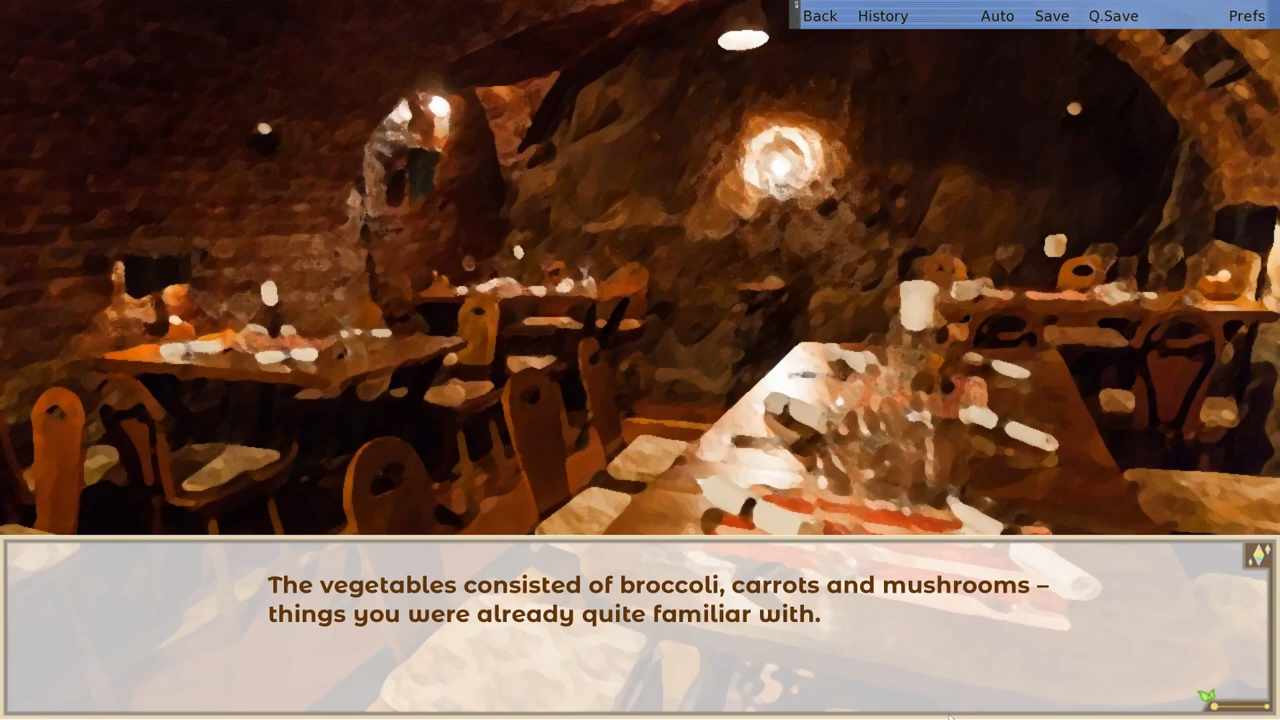 Back History Auto Save Q.Save Prefs
The vegetables consisted of broccoli, carrots and mushrooms –
things you were already quite familiar with.